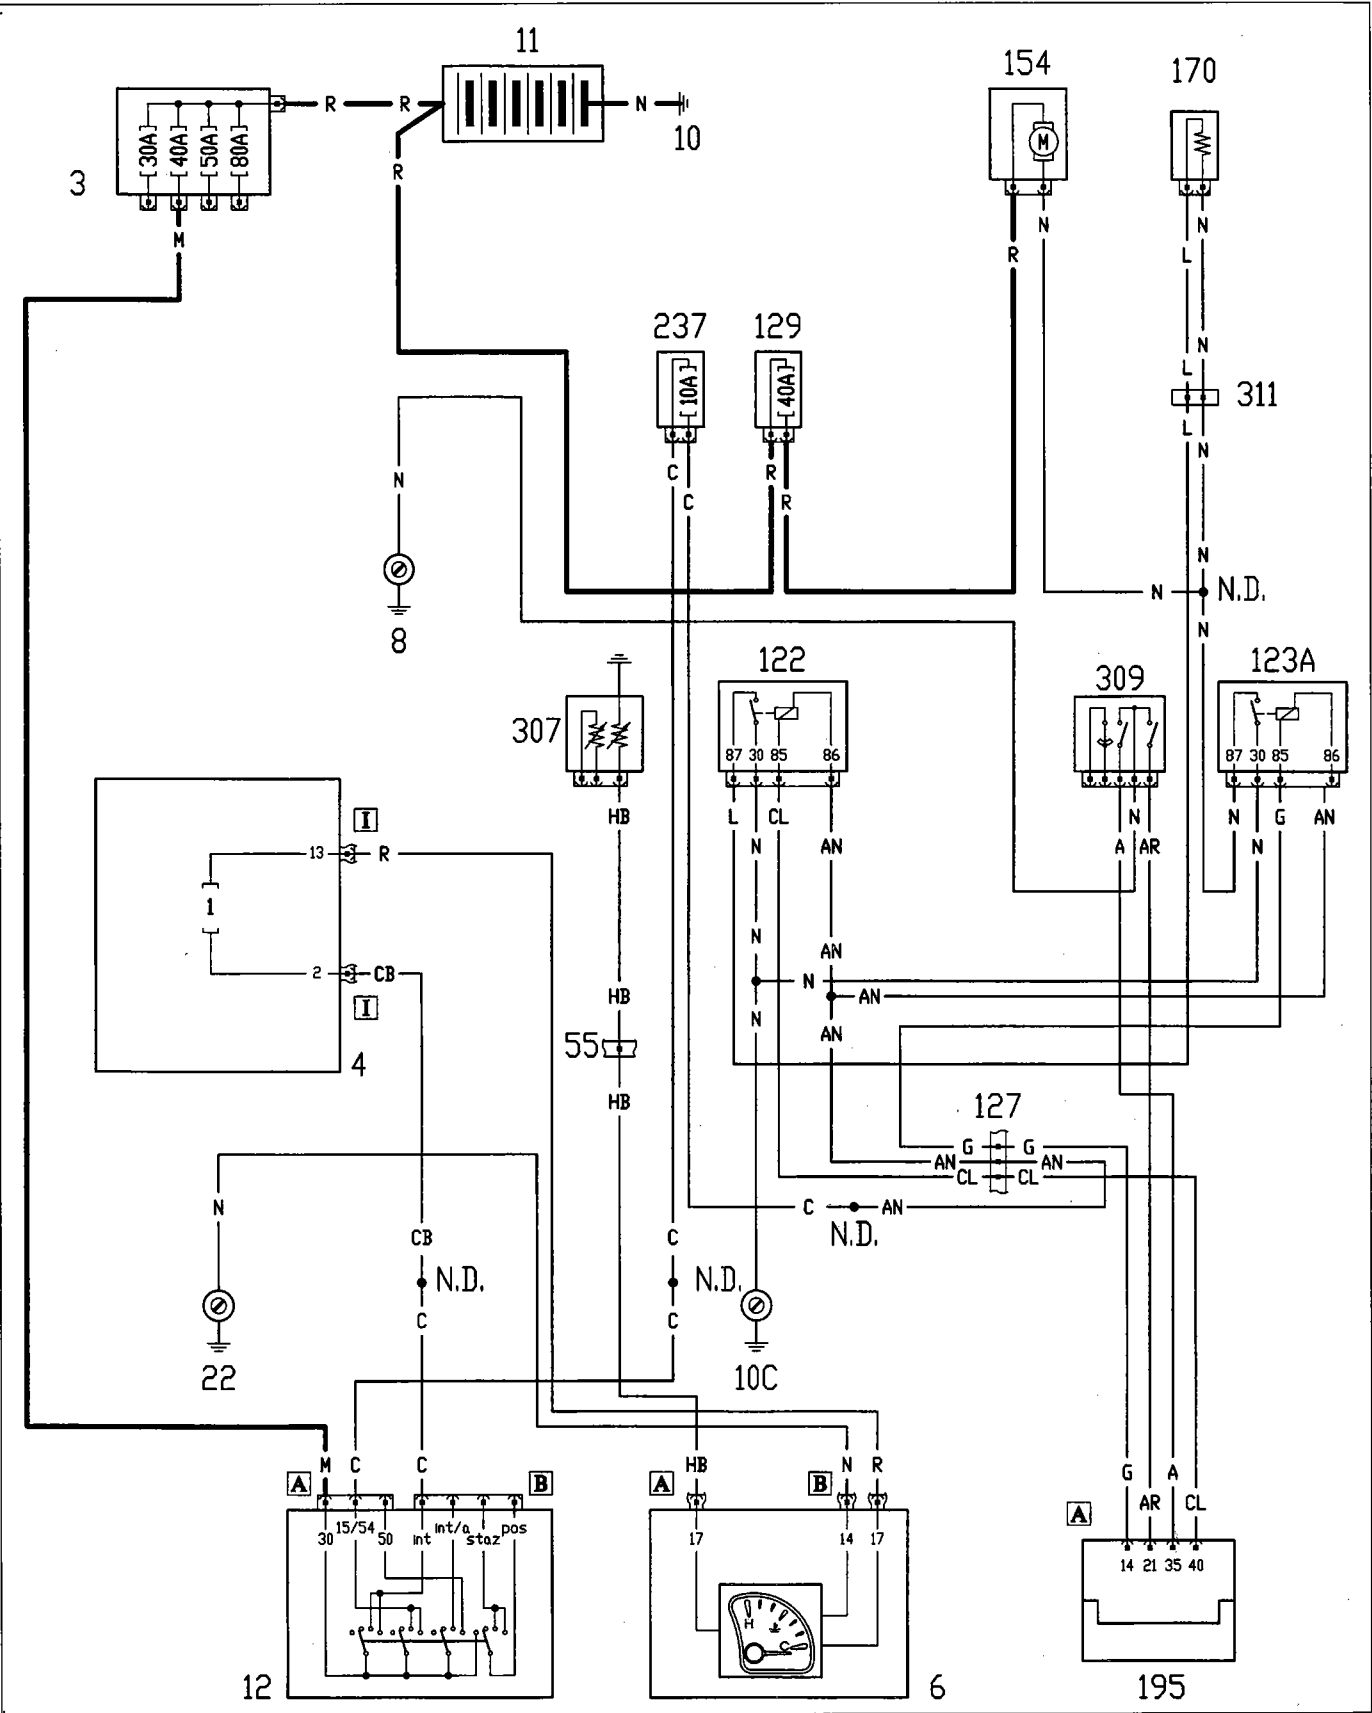 11
154
170
R R N
10
30A 40A 50A 80A
M
3
R
M
N
N
R
L
237 129
N
L
311
10A 40A
L
N
C
R
N
C
R
N
8
N
N.D.
N
122
309
123A
307
87 30 85 86
87 30 85 86
HB
L CL
N
N G AN
N AN
A AR
N
I
13 R
1
N
AN
2 CB
N
HB
AN
I
N
AN
55
4
HB
127
G G
AN AN
CL CL
N
C AN
N.D.
CB
C
N.D.
N.D.
C
C
22
10C
M C C
HB N R
G A
A B
A B
AR CL
A
30 15/54 50 int int/a staz pos
17 14 17
14 21 35 40
H
C
12
6
195